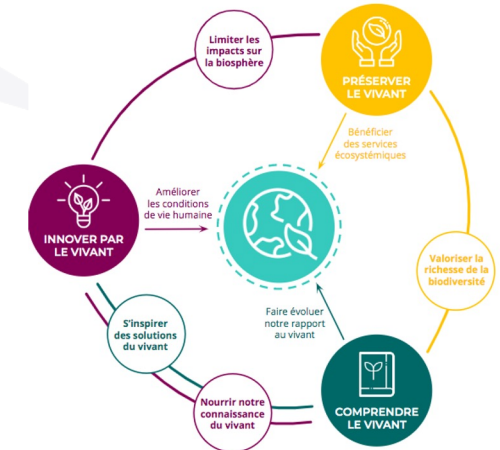 Limiter les
impacts sur
la biosphère
PRÉSERVER
LE VIVANT
Bénéficier
des services
écosystémiques
Améliorer
les conditions
de vie humaine
INNOVER PAR
LE VIVANT
Valoriser la
richesse de la
biodiversité
Faire évoluer
notre rapport
au vivant
S'inspirer
des solutions
du vivant
Nourrir notre
connaissance
du vivant
COMPRENDRE
LE VIVANT